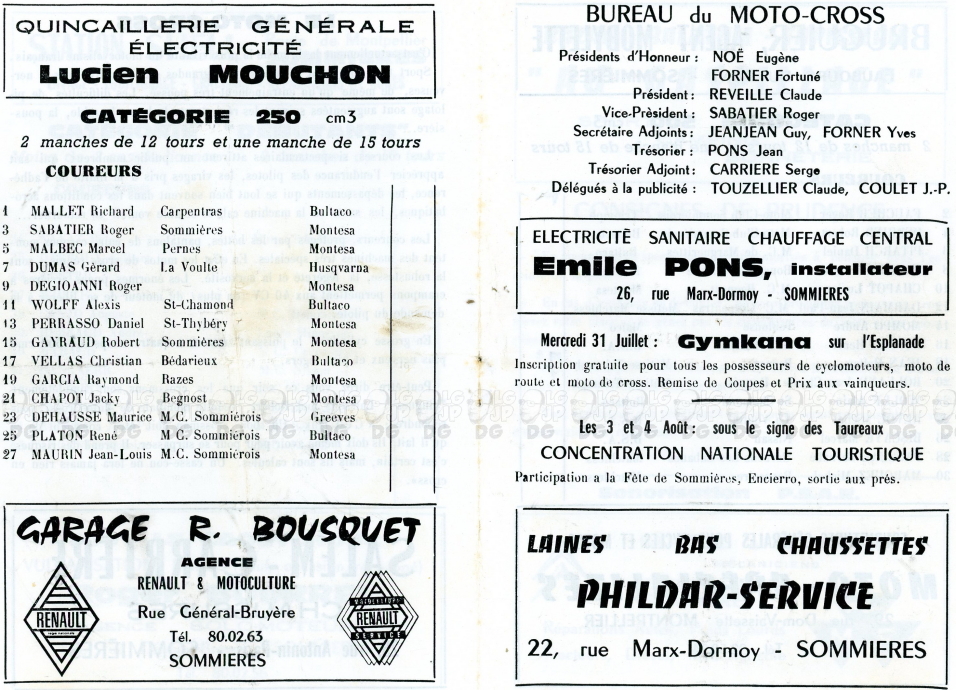 QUINCAILLERIE GÉNÉRALE
ÉLECTRICITÉ
Lucien MOUCHON
CATÉGORIE 250 cm3
2 manches de 12 tours et une manche de 15 tours
COUREURS
1 MALLET Richard Carpentras Bultaco
3 SABATIER Roger Sommières Montesa
5 MALBEC Marcel Pernes Montesa
7 DUMAS Gérard La Voulte Husqvarna
9 DEGIOANNI Roger Montesa
11 WOLFF Alexis St-Chamond Bultaco
13 PERRASSO Daniel St-Thybéry Montesa
15 GAYRAUD Robert Sommières Montesa
17 VELLAS Christian Bédarieux Bultaco
19 GARCIA Raymond Razes Montesa
21 CHAPOT Jacky Begnost Montesa
23 DEHAUSSE Maurice M.C. Sommiérois Greeves
25 PLATON René M.C. Sommiérois Bultaco
27 MAURIN Jean-Louis M.C. Sommiérois Montesa
GARAGE R. BOUSQUET
AGENCE
RENAULT & MOTOCULTURE
Rue Général-Bruyère
Tél. 80.02.63
SOMMIERES
RENAULT
RENAULT
SERVICE
BUREAU du MOTO-CROSS
Présidents d'Honneur : NOË Eugène
FORNER Fortuné
Président : REVEILLE Claude
Vice-Prèsident : SABATIER Roger
Secrétaire Adjoints : JEANJEAN Guy, FORNER Yves
Trésorier : PONS Jean
Trésorier Adjoint : CARRIERE Serge
Délégués à la publicité : TOUZELLIER Claude, COULET J.-P.
ELECTRICITÈ SANITAIRE CHAUFFAGE CENTRAL
Emile PONS, installateur
26, rue Marx-Dormoy - SOMMIERES
Mercredi 31 Juillet : Gymkana sur l'Esplanade
Inscription gratuite pour tous les possesseurs de cyclomoteurs, moto de
route et moto de cross. Remise de Coupes et Prix aux vainqueurs.
Les 3 et 4 Août : sous le signe des Taureaux
CONCENTRATION NATIONALE TOURISTIQUE
Participation a la Fête de Sommières, Encierro, sortie aux prés.
LAINES BAS CHAUSSETTES
PHILDAR-SERVICE
22, rue Marx-Dormoy - SOMMIERES